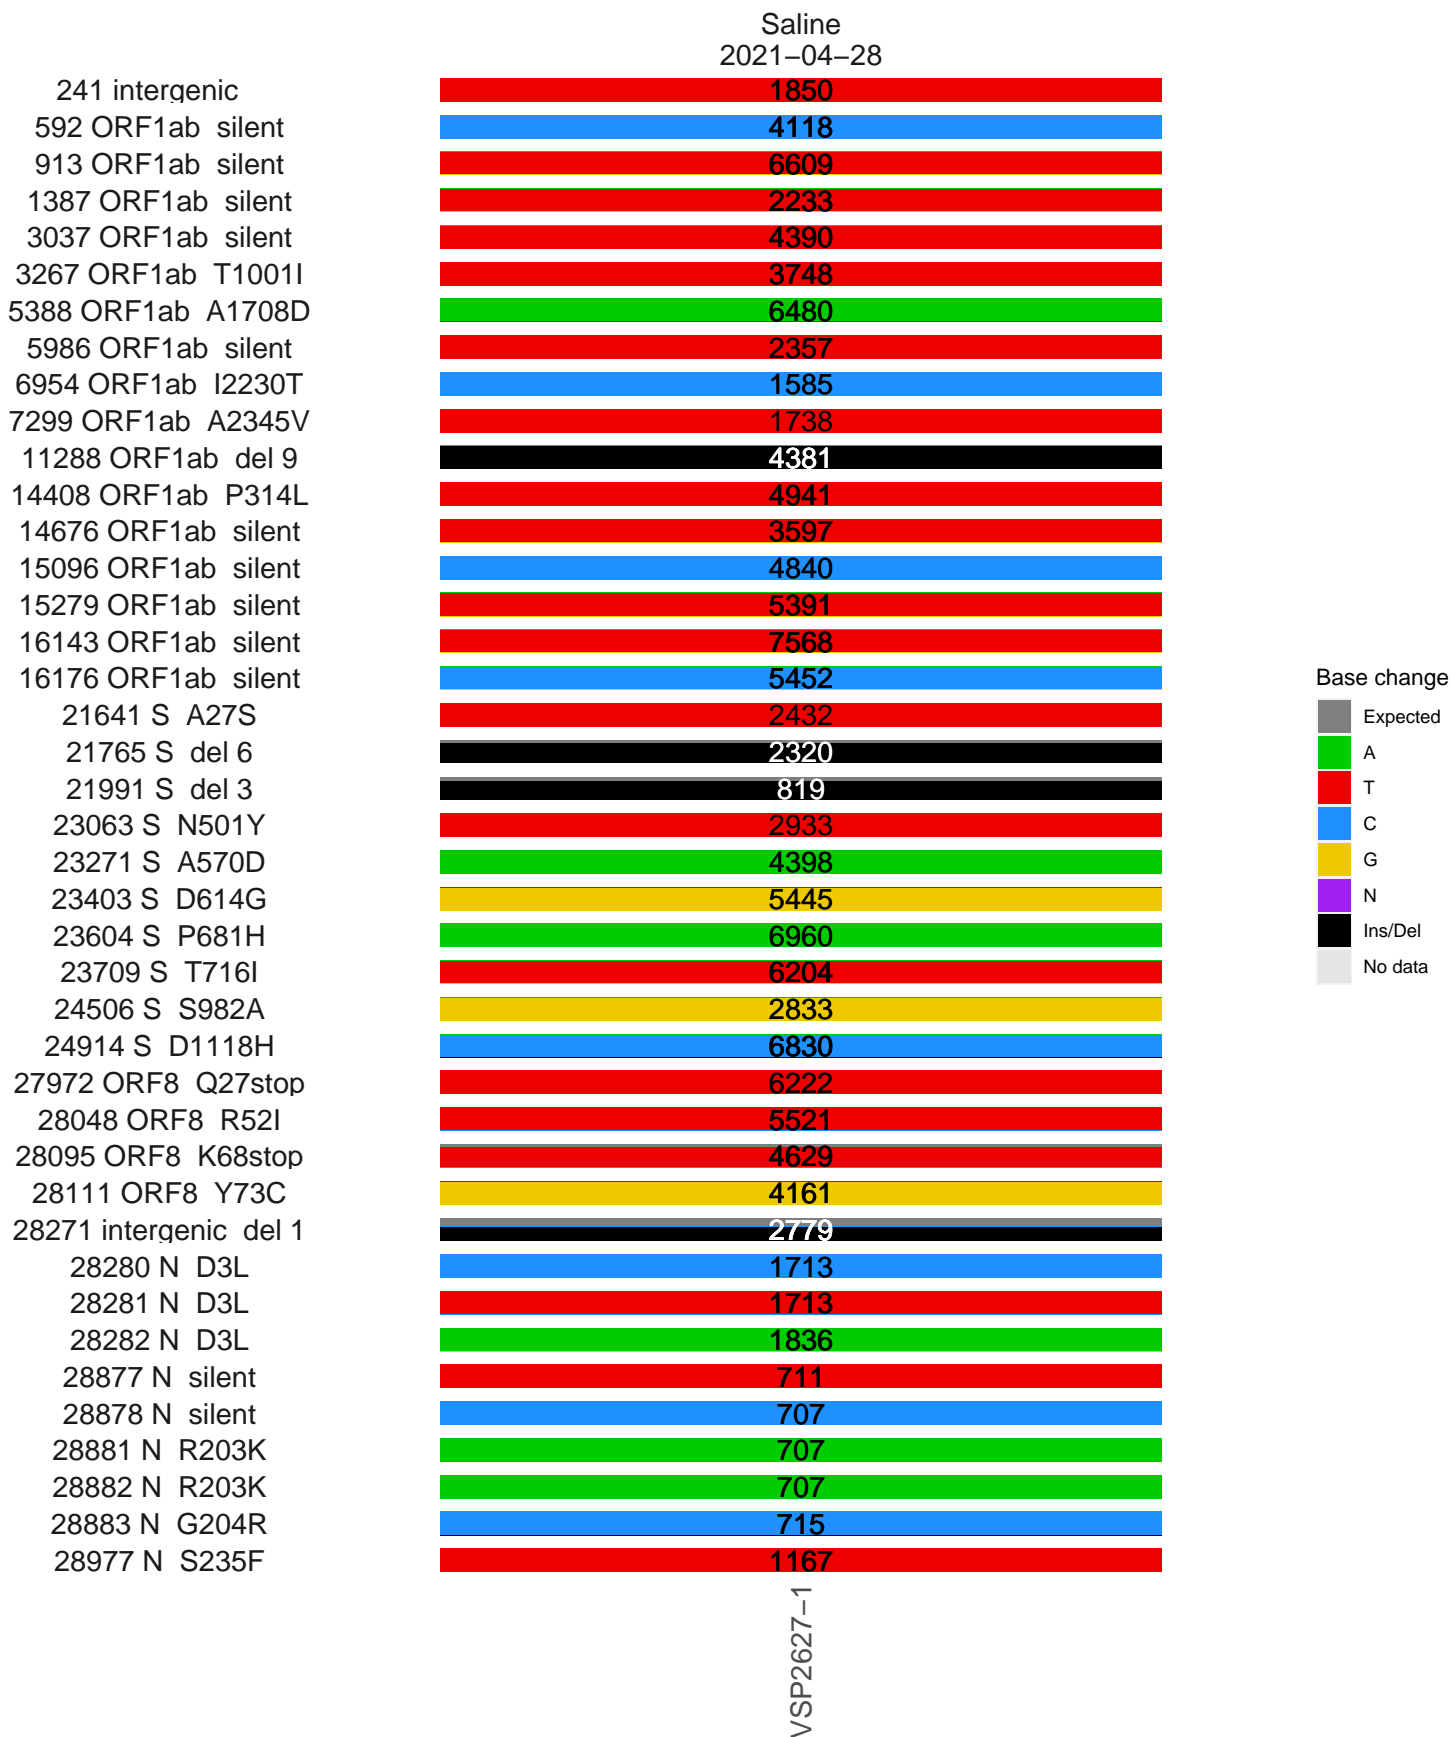 Saline
2021−04−28
241 intergenic 1850
592 ORF1ab silent 4118
913 ORF1ab silent 6609
1387 ORF1ab silent 2233
3037 ORF1ab silent 4390
3267 ORF1ab T1001I 3748
5388 ORF1ab A1708D 6480
5986 ORF1ab silent 2357
6954 ORF1ab I2230T 1585
7299 ORF1ab A2345V 1738
11288 ORF1ab del 9 4381
14408 ORF1ab P314L 4941
14676 ORF1ab silent 3597
15096 ORF1ab silent 4840
15279 ORF1ab silent 5391
16143 ORF1ab silent 7568
16176 ORF1ab silent 5452
21641 S A27S 2432
21765 S del 6 2320
21991 S del 3 819
23063 S N501Y 2933
23271 S A570D 4398
23403 S D614G 5445
23604 S P681H 6960
23709 S T716I 6204
24506 S S982A 2833
24914 S D1118H 6830
27972 ORF8 Q27stop 6222
28048 ORF8 R52I 5521
28095 ORF8 K68stop 4629
28111 ORF8 Y73C 4161
28271 intergenic del 1 2779
28280 N D3L 1713
28281 N D3L 1713
28282 N D3L 1836
28877 N silent 711
28878 N silent 707
28881 N R203K 707
28882 N R203K 707
28883 N G204R 715
28977 N S235F 1167
VSP2627−1
Base change
Expected
A
T
C
G
N
Ins/Del
No data